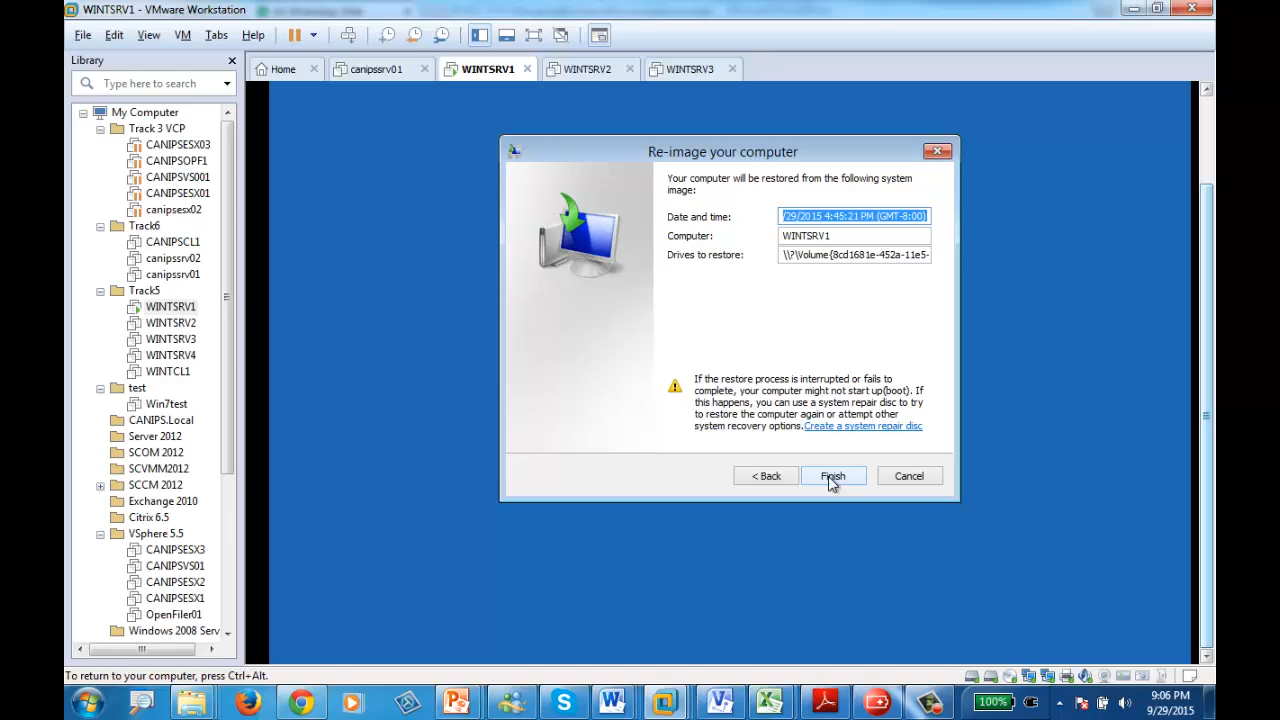 WINTSRV1 - VMware Workstation
File Edit View VM Tabs Help
Library
Type here to search
Home canipssrv01 WINTSRV1 WINTSRV2 WINTSRV3
My Computer
Track 3 VCP
CANIPSESX03
CANIPSOPF1
CANIPSVS001
CANIPSESX01
canipsesx02
Track6
CANIPSCL1
canipssrv02
canipssrv01
Track5
WINTSRV1
WINTSRV2
WINTSRV3
WINTSRV4
WINTCL1
test
Win7test
CANIPS.Local
Server 2012
SCOM 2012
SCVMM2012
SCCM 2012
Exchange 2010
Citrix 6.5
VSphere 5.5
CANIPSESX3
CANIPSVS01
CANIPSESX2
CANIPSESX1
OpenFiler01
Windows 2008 Serv
Re-image your computer
Your computer will be restored from the following system
image:
Date and time: /29/2015 4:45:21 PM (GMT-8:00)
Computer: WINTSRV1
Drives to restore: \\?\Volume{8cd1681e-452a-11e5-
If the restore process is interrupted or fails to
complete, your computer might not start up(boot). If
this happens, you can use a system repair disc to try
to restore the computer again or attempt other
system recovery options.Create a system repair disc
< Back Finish Cancel
To return to your computer, press Ctrl+Alt.
100%
9:06 PM
9/29/2015